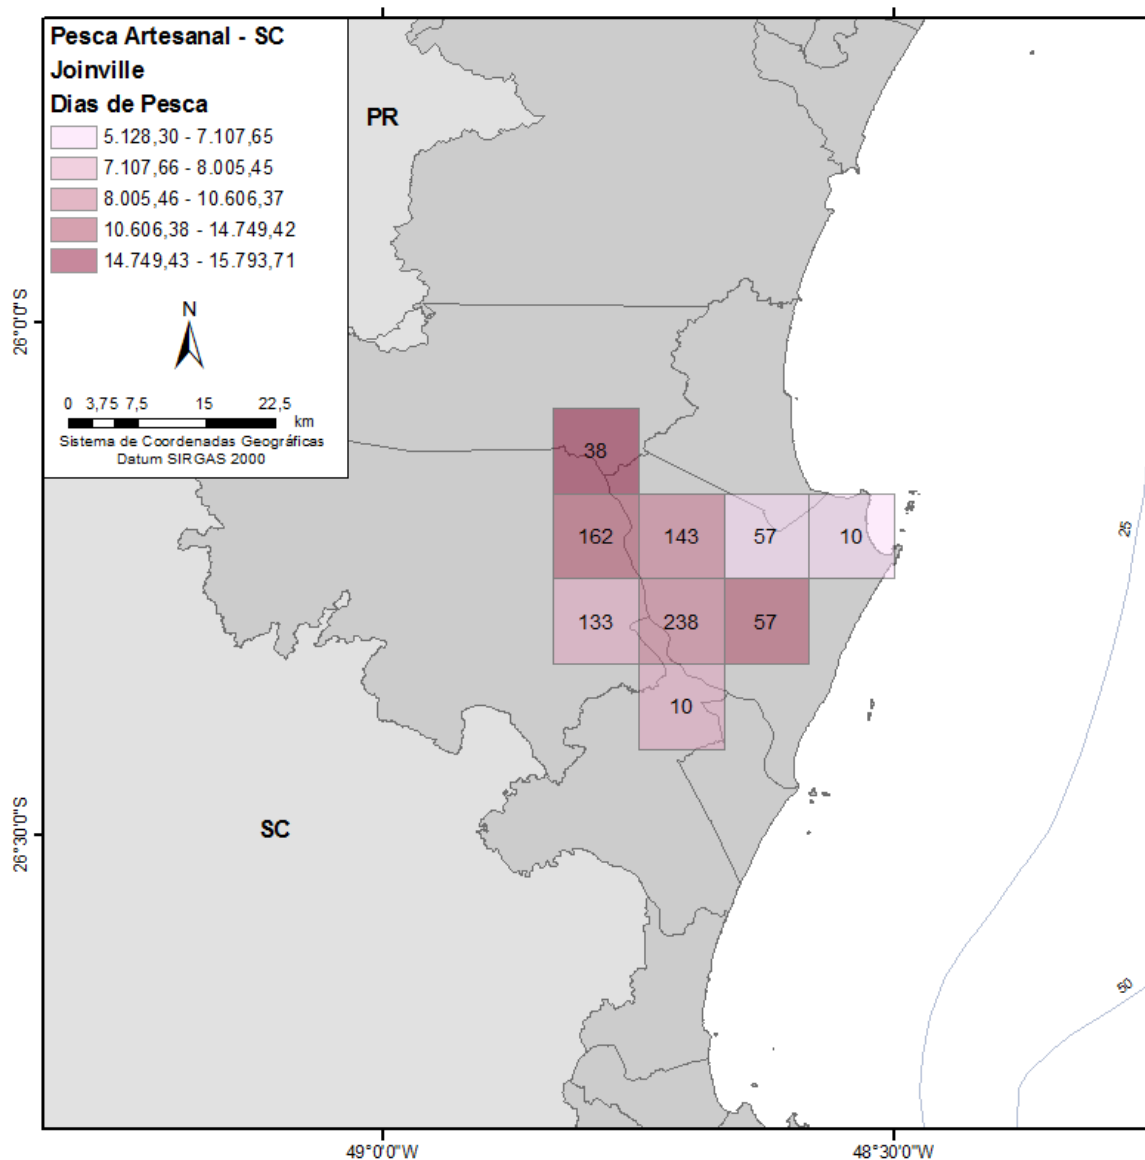 Pesca Artesanal - SC
Joinville
Dias de Pesca
5.128,30 - 7.107,65
7.107,66 - 8.005,45
8.005,46 - 10.606,37
10.606,38 - 14.749,42
14.749,43 - 15.793,71
N
0 3,75 7,5 15 22,5
km
Sistema de Coordenadas Geográficas
Datum SIRGAS 2000
PR
26°0'0"S
38
162 143 57 10
25
133 238 57
10
SC
26°30'0"S
50
49°0'0"W 48°30'0"W